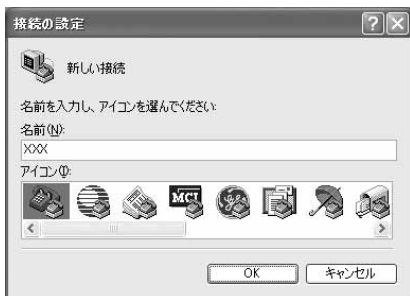 接続の設定
新しい接続
名前を入力し、アイコンを選んでください:
名前(N):
XXX
アイコン(I):
MCI
OK
キャンセル